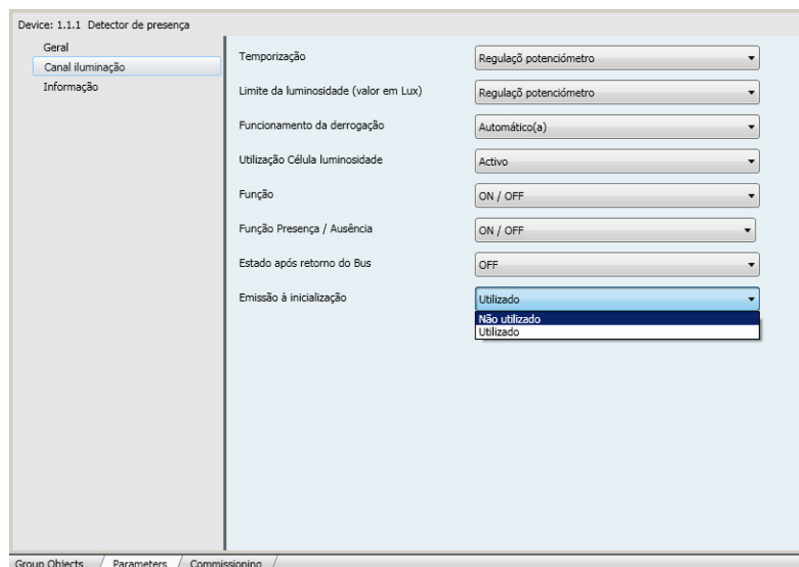 Device: 1.1.1 Detector de presença
Geral
Canal iluminação
Informação
Temporização
Regulaçõ potenciómetro
Limite da luminosidade (valor em Lux)
Regulaçõ potenciómetro
Funcionamento da derrogação
Automático(a)
Utilização Célula luminosidade
Activo
Função
ON / OFF
Função Presença / Ausência
ON / OFF
Estado após retorno do Bus
OFF
Emissão à inicialização
Utilizado
Não utilizado
Utilizado
Group Objects
Parameters
Commissioning